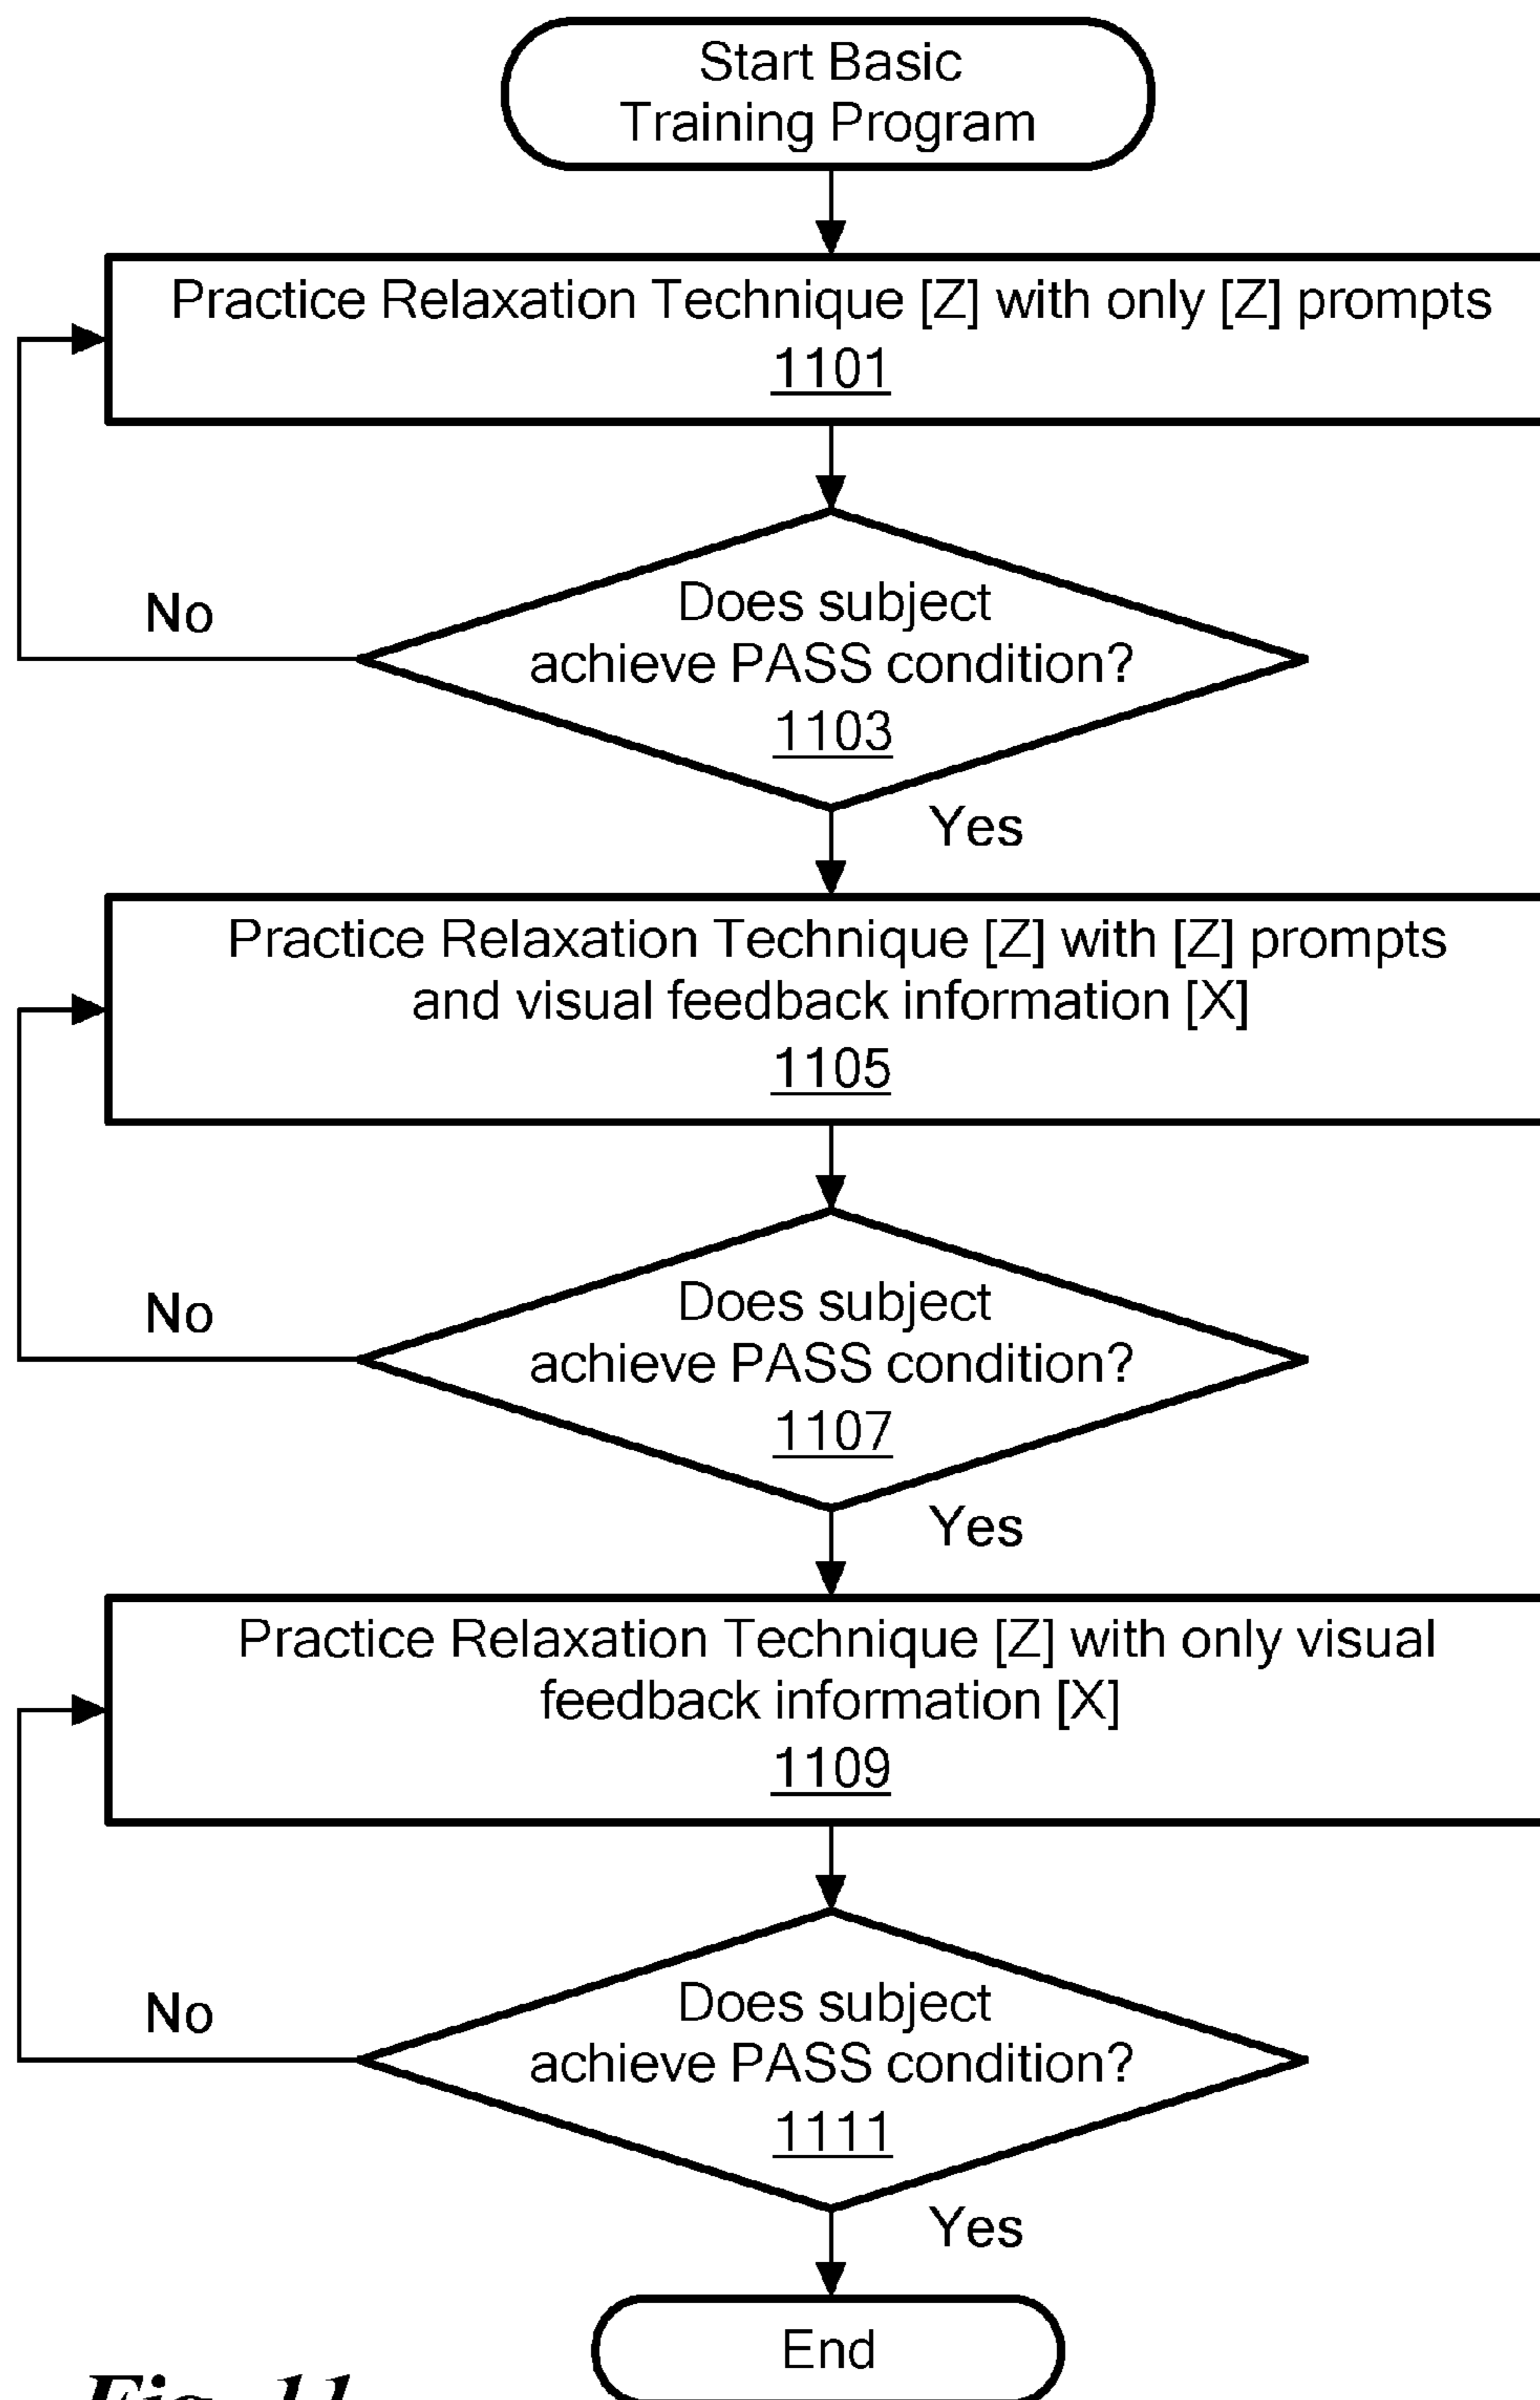 Start Basic
Training Program
Practice Relaxation Technique [Z] with only [Z] prompts
1101
Does subject
achieve PASS condition?
1103
No
Yes
Practice Relaxation Technique [Z] with [Z] prompts
and visual feedback information [X]
1105
Does subject
achieve PASS condition?
1107
No
Yes
Practice Relaxation Technique [Z] with only visual
feedback information [X]
1109
Does subject
achieve PASS condition?
1111
No
Yes
End
Fig. 11